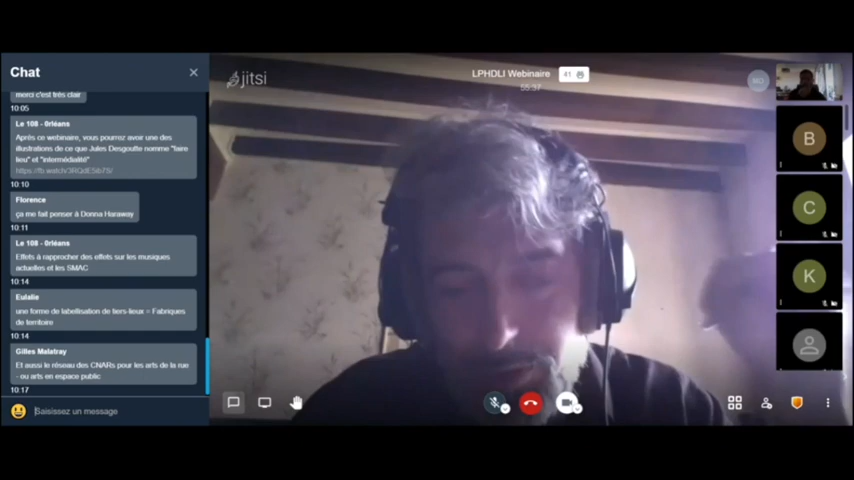 Chat
merci c'est très clair
10:05
Le 108 - Orléans
Après ce webinaire, vous pourrez avoir une des
illustrations de ce que Jules Desgoutte nomme "faire
lieu" et "intermédialité"
10:10
Florence
ça me fait penser à Donna Haraway
10:11
Le 108 - Orléans
Effets à rapprocher des effets sur les musiques
actuelles et les SMAC
10:14
Eulalie
une forme de labellisation de tiers-lieux = Fabriques
de territoire
10:14
Gilles Malatray
Et aussi le réseau des CNARs pour les arts de la rue
- ou arts en espace public
10:17
Saisissez un message
jitsi
LPHDLI Webinaire
41
55:37
MO
B
C
K